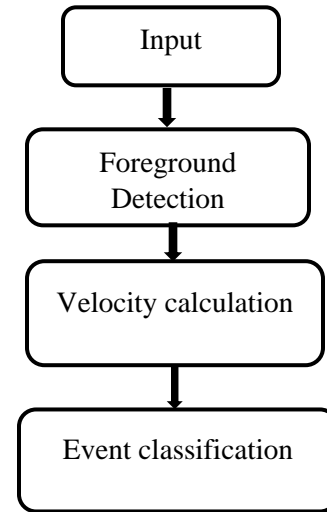 Input
Foreground
Detection
Velocity calculation
Event classification